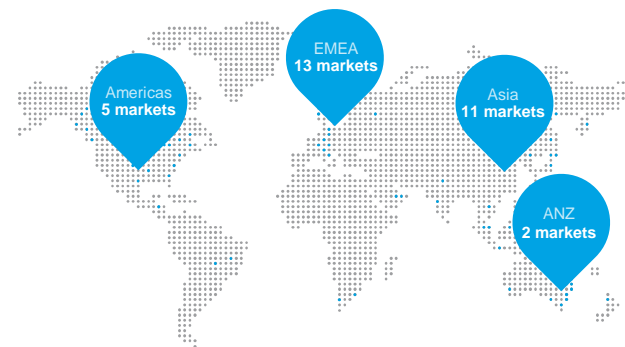 EMEA
13 markets
Americas
5 markets
Asia
11 markets
ANZ
2 markets